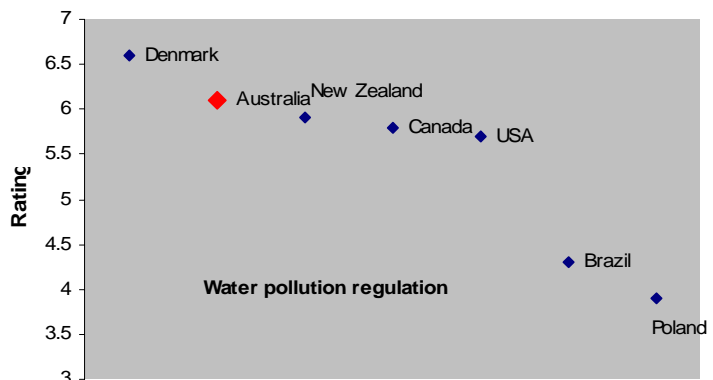 7
6.5
Denmark
Australia
New Zealand
6
Canada
USA
5.5
5
Rating
4.5
Brazil
Water pollution regulation
4
Poland
3.5
3